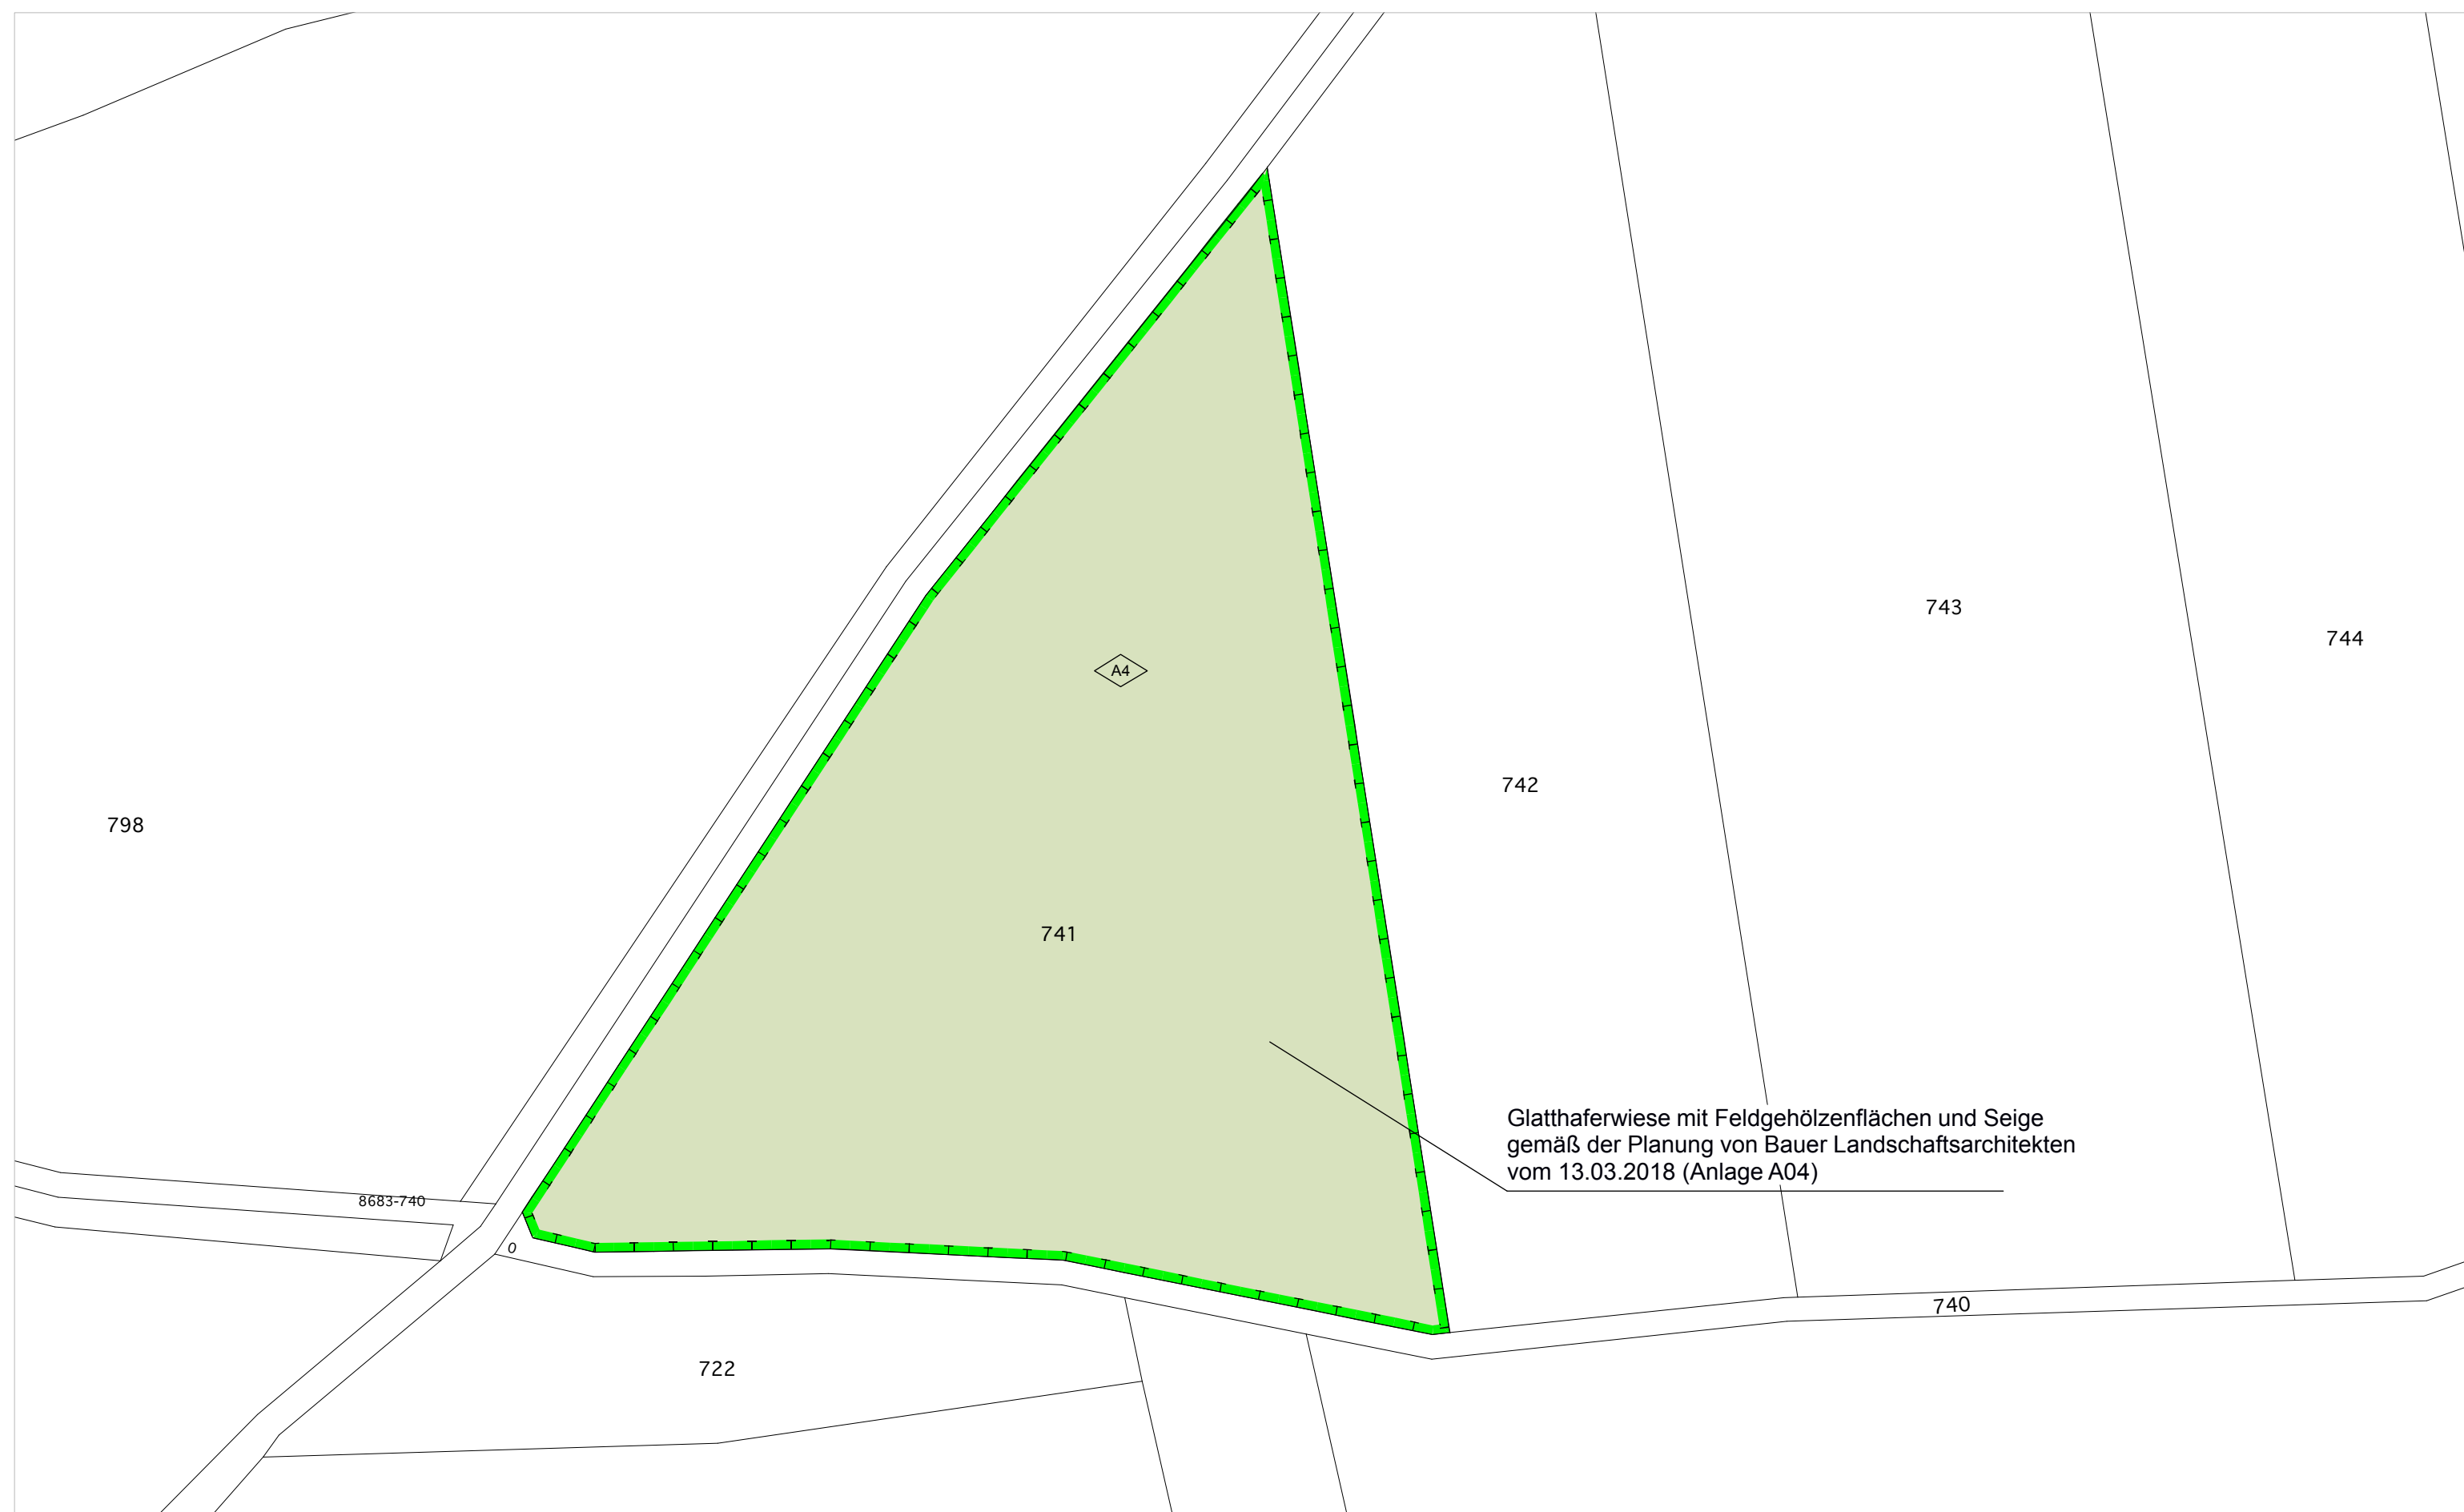 743
744
A4
742
798
741
Glatthaferwiese mit Feldgehölzenflächen und Seige
gemäß der Planung von Bauer Landschaftsarchitekten
vom 13.03.2018 (Anlage A04)
8683-740
0
740
722